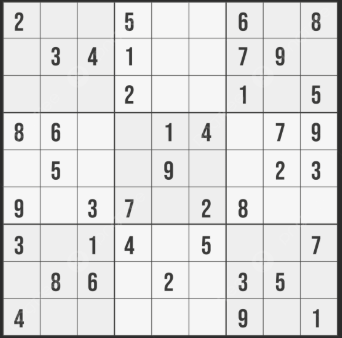 2 5 6 8
3 4 1 7 9
2 1 5
8 6 1 4 7 9
5 9 2 3
9 3 7 2 8
3 1 4 5 7
8 6 2 3 5
4 9 1